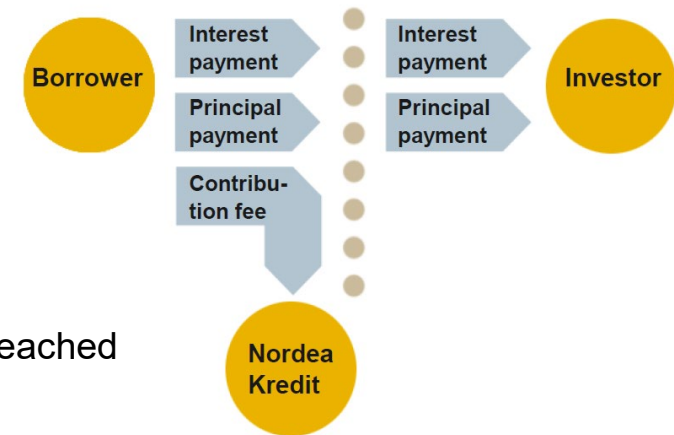 Borrower
Interest
payment
Principal
payment
Contribu-
tion fee
Interest
payment
Principal
payment
Investor
eached
Nordea
Kredit